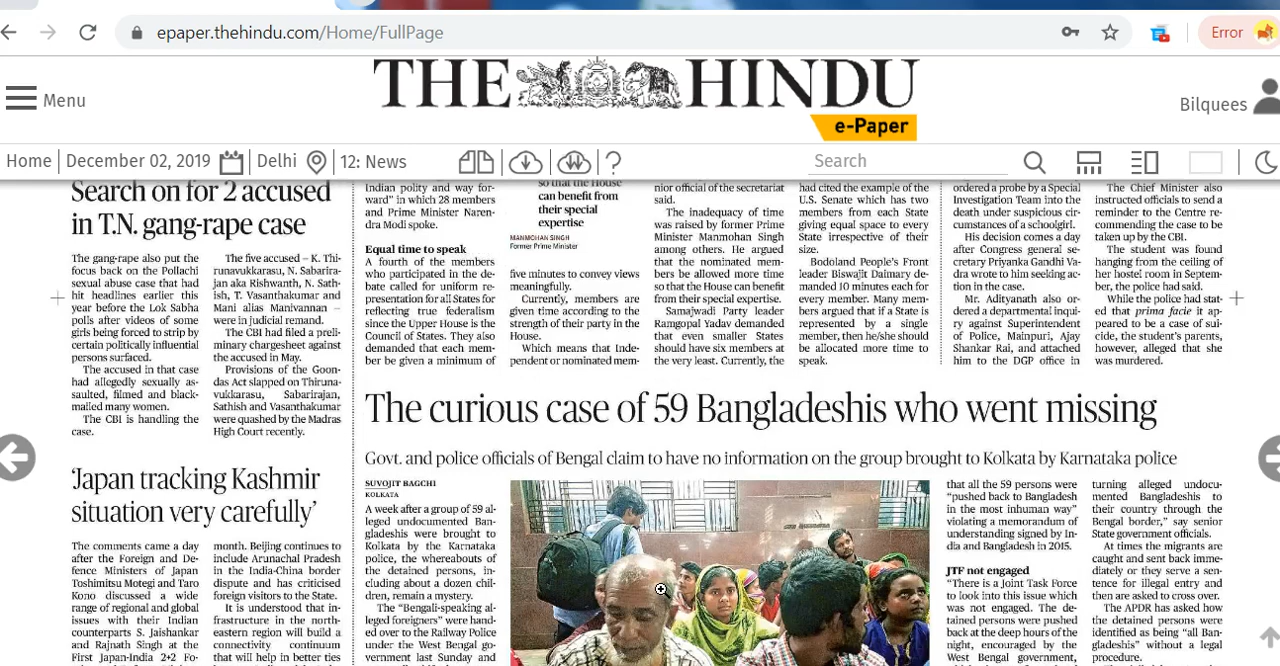 epaper.thehindu.com/Home/FullPage
Error
Menu
THE HINDU
e-Paper
Bilquees
Home
December 02, 2019
Delhi
12: News
Search
Search on for 2 accused
in T.N. gang-rape case
The gang-rape also put the
focus back on the Pollachi
sexual abuse case that had
hit headlines earlier this
year before the Lok Sabha
polls after videos of some
girls being forced to strip by
certain politically influential
persons surfaced.
The accused in that case
had allegedly sexually as-
saulted, filmed and black-
mailed many women.
The CBI is handling the
case.
The five accused – K. Thi-
runavukkarasu, N. Sabarira-
jan aka Rishwanth, N. Sath-
ish, T. Vasanthakumar and
Mani alias Manivannan –
were in judicial remand.
The CBI had filed a preli-
minary chargesheet against
the accused in May.
Provisions of the Goon-
das Act slapped on Thiruna-
vukkarasu, Sabarirajan,
Sathish and Vasanthakumar
were quashed by the Madras
High Court recently.
'Japan tracking Kashmir
situation very carefully'
The comments came a day
after the Foreign and De-
fence Ministers of Japan
Toshimitsu Motegi and Taro
Kono discussed a wide
range of regional and global
issues with their Indian
counterparts S. Jaishankar
and Rajnath Singh at the
First Japan-India 2+2 Fo-
month. Beijing continues to
include Arunachal Pradesh
in the India-China border
dispute and has criticised
foreign visitors to the State.
It is understood that in-
frastructure in the north-
eastern region will build a
connectivity continuum
that will help in better ties
Indian polity and way for-
ward" in which 28 members
and Prime Minister Naren-
dra Modi spoke.
Equal time to speak
A fourth of the members
who participated in the de-
bate called for uniform re-
presentation for all States for
reflecting true federalism
since the Upper House is the
Council of States. They also
demanded that each mem-
ber be given a minimum of
so that the House
can benefit from
their special
expertise
MANMOHAN SINGH
Former Prime Minister
five minutes to convey views
meaningfully.
Currently, members are
given time according to the
strength of their party in the
House.
Which means that Inde-
pendent or nominated mem-
nior official of the secretariat
said.
The inadequacy of time
was raised by former Prime
Minister Manmohan Singh
among others. He argued
that the nominated mem-
bers be allowed more time
so that the House can benefit
from their special expertise.
Samajwadi Party leader
Ramgopal Yadav demanded
that even smaller States
should have six members at
the very least. Currently, the
had cited the example of the
U.S. Senate which has two
members from each State
giving equal space to every
State irrespective of their
size.
Bodoland People's Front
leader Biswajit Daimary de-
manded 10 minutes each for
every member. Many mem-
bers argued that if a State is
represented by a single
member, then he/she should
be allocated more time to
speak.
ordered a probe by a Special
Investigation Team into the
death under suspicious cir-
cumstances of a schoolgirl.
His decision comes a day
after Congress general se-
cretary Priyanka Gandhi Va-
dra wrote to him seeking ac-
tion in the case.
Mr. Adityanath also or-
dered a departmental inqui-
ry against Superintendent
of Police, Mainpuri, Ajay
Shankar Rai, and attached
him to the DGP office in
The Chief Minister also
instructed officials to send a
reminder to the Centre re-
commending the case to be
taken up by the CBI.
The student was found
hanging from the ceiling of
her hostel room in Septem-
ber, the police had said.
While the police had stat-
ed that prima facie it ap-
peared to be a case of sui-
cide, the student's parents,
however, alleged that she
was murdered.
The curious case of 59 Bangladeshis who went missing
Govt. and police officials of Bengal claim to have no information on the group brought to Kolkata by Karnataka police
SUVOJIT BAGCHI
KOLKATA
A week after a group of 59 al-
leged undocumented Ban-
gladeshis were brought to
Kolkata by the Karnataka
police, the whereabouts of
the detained persons, in-
cluding about a dozen chil-
dren, remain a mystery.
The "Bengali-speaking al-
leged foreigners" were hand-
ed over to the Railway Police
under the West Bengal go-
vernment last Sunday and
that all the 59 persons were
"pushed back to Bangladesh
in the most inhuman way"
violating a memorandum of
understanding signed by In-
dia and Bangladesh in 2015.
JTF not engaged
"There is a Joint Task Force
to look into this issue which
was not engaged. The de-
tained persons were pushed
back at the deep hours of the
night, encouraged by the
West Bengal government,
turning alleged undocu-
mented Bangladeshis to
their country through the
Bengal border," say senior
State government officials.
At times the migrants are
caught and sent back imme-
diately or they serve a sen-
tence for illegal entry and
then are asked to cross over.
The APDR has asked how
the detained persons were
identified as being "all Ban-
gladeshis" without a legal
procedure.